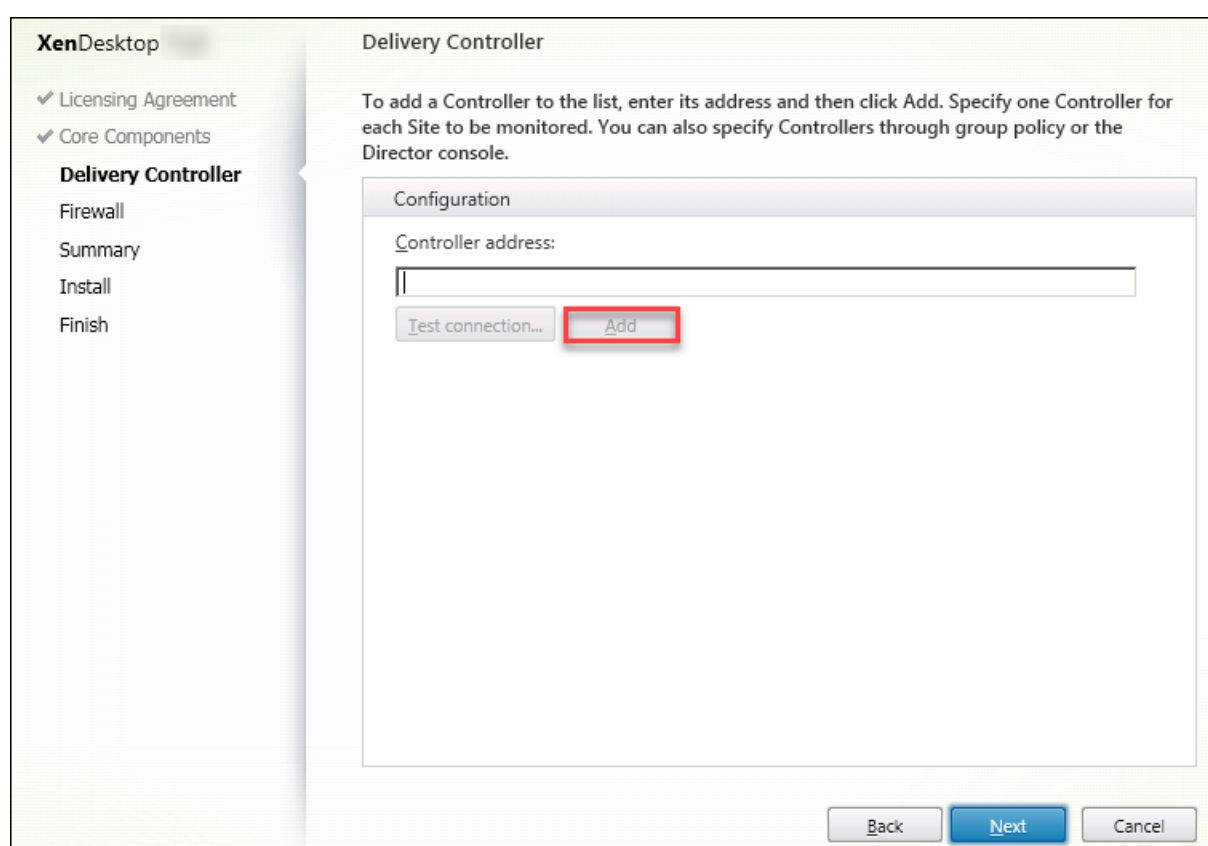 XenDesktop
Licensing Agreement
Core Components
Delivery Controller
Firewall
Summary
Install
Finish
Delivery Controller
To add a Controller to the list, enter its address and then click Add. Specify one Controller for
each Site to be monitored. You can also specify Controllers through group policy or the
Director console.
Configuration
Controller address:
Test connection... Add
Back Next Cancel